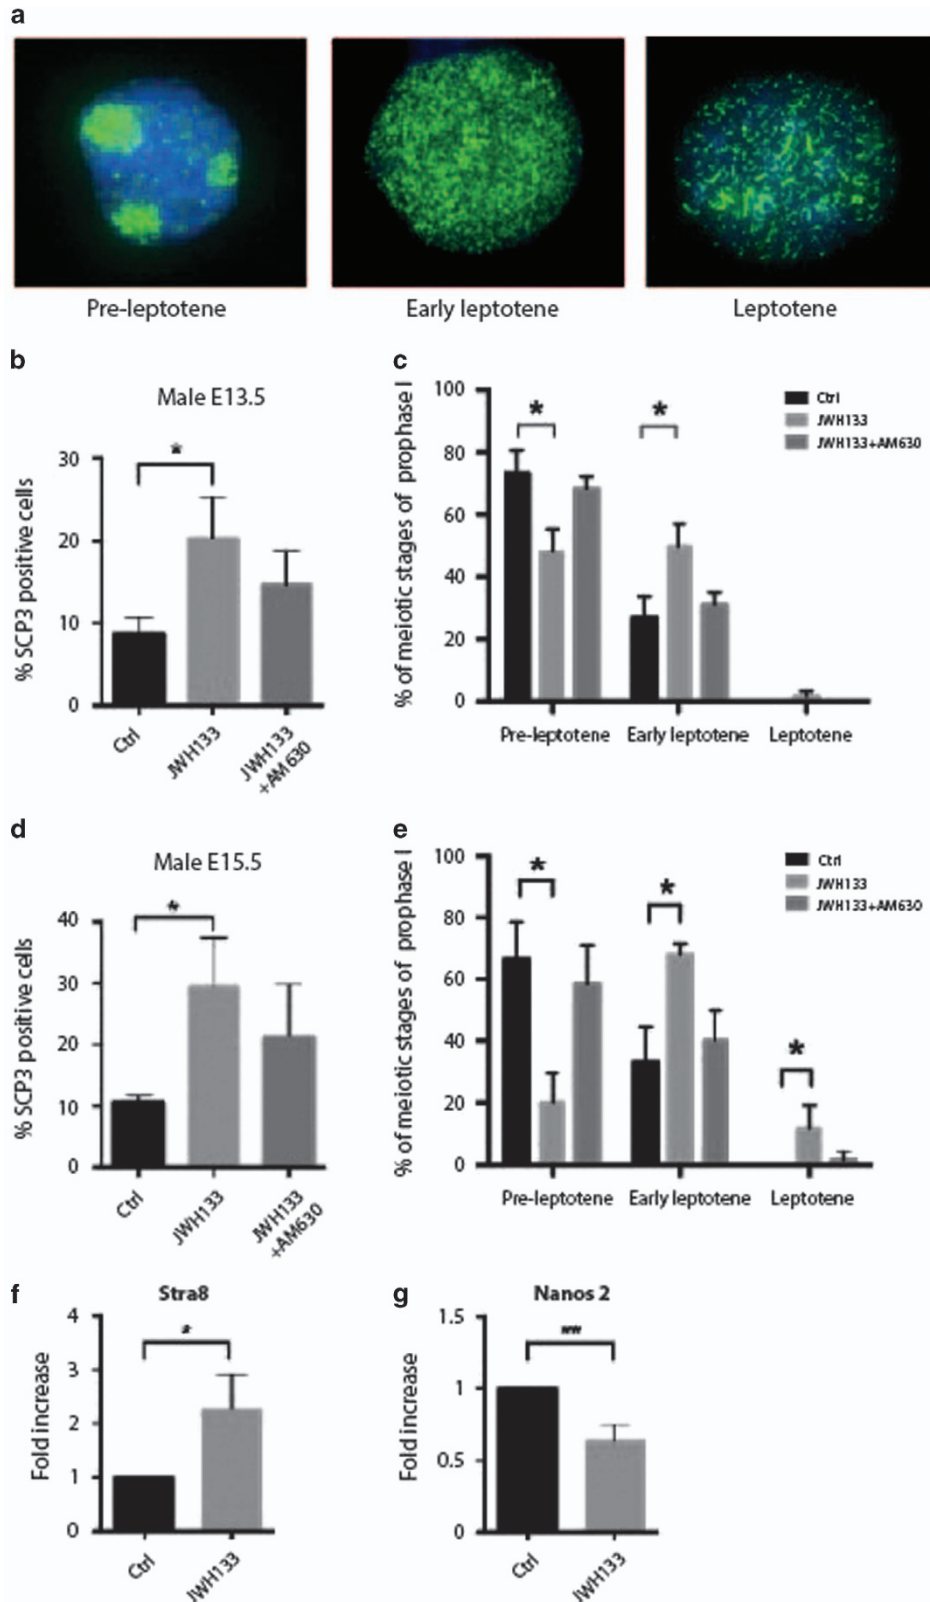 a
Pre-leptotene
Early leptotene
Leptotene
b
Male E13.5
% SCP3 positive cells
30
20
10
0
*
Ctrl
JWH133
JWH133
+AM630
c
% of meiotic stages of prophase I
100
80
60
40
20
0
*
*
Ctrl
JWH133
JWH133+AM630
Pre-leptotene
Early leptotene
Leptotene
d
Male E15.5
% SCP3 positive cells
40
30
20
10
0
*
Ctrl
JWH133
JWH133
+AM630
e
% of meiotic stages of prophase I
100
80
60
40
20
0
*
*
*
Ctrl
JWH133
JWH133+AM630
Pre-leptotene
Early leptotene
Leptotene
f
Stra8
Fold increase
4
3
2
1
0
*
Ctrl
JWH133
g
Nanos 2
Fold increase
1.5
1
0.5
0
**
Ctrl
JWH133